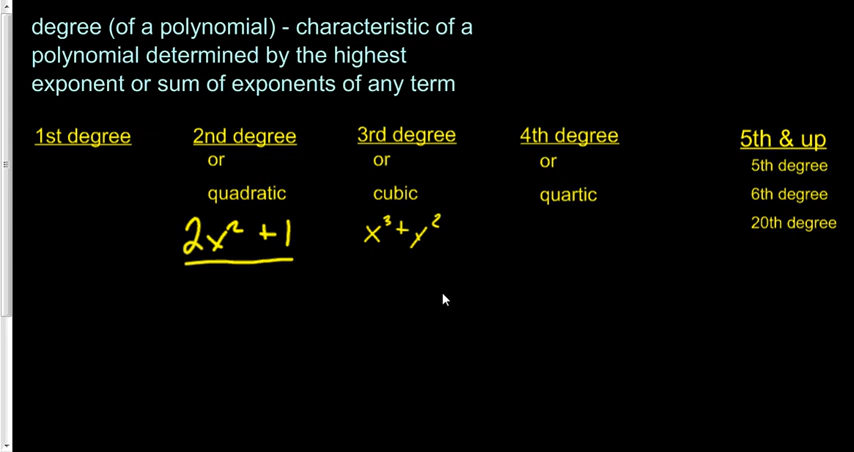 degree (of a polynomial) - characteristic of a
polynomial determined by the highest
exponent or sum of exponents of any term
1st degree
2nd degree
or
quadratic
2x² + 1
3rd degree
or
cubic
x³ + y²
4th degree
or
quartic
5th & up
5th degree
6th degree
20th degree